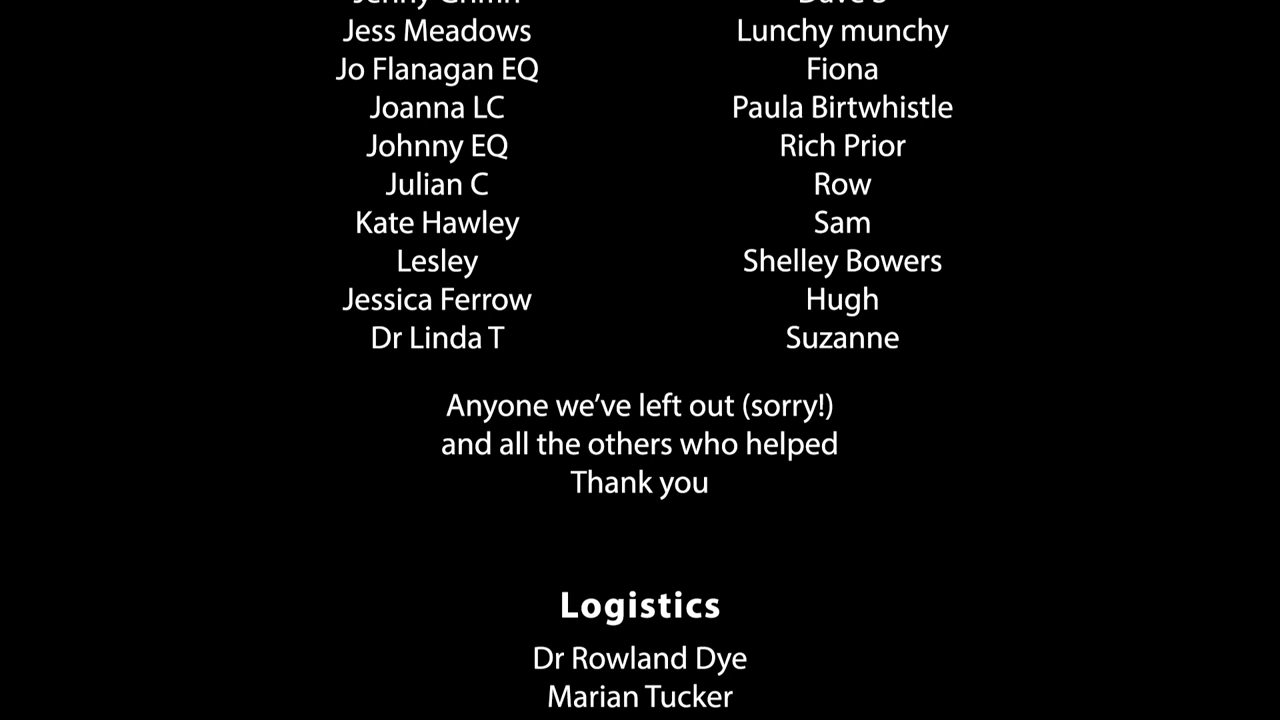 Jess Meadows
Jo Flanagan EQ
Joanna LC
Johnny EQ
Julian C
Kate Hawley
Lesley
Jessica Ferrow
Dr Linda T
Lunchy munchy
Fiona
Paula Birtwhistle
Rich Prior
Row
Sam
Shelley Bowers
Hugh
Suzanne
Anyone we’ve left out (sorry!)
and all the others who helped
Thank you
Logistics
Dr Rowland Dye
Marian Tucker